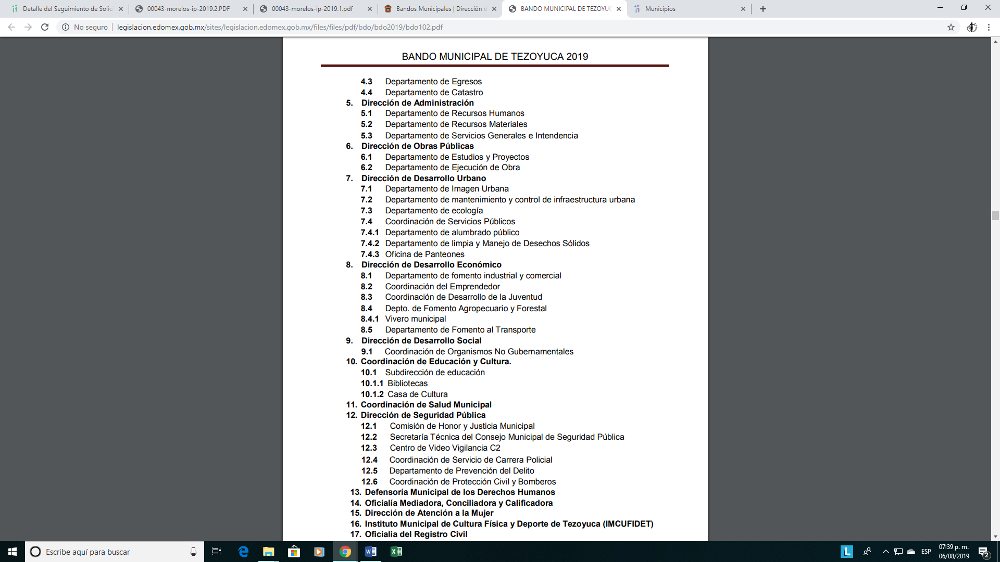 Detalle del Seguimiento de Solici
00043-morelos-ip-2019.2.PDF
00043-morelos-ip-2019.1.pdf
Bandos Municipales | Dirección d
BANDO MUNICIPAL DE TEZOYUC
Municipios
No seguro
legislacion.edomex.gob.mx/sites/legislacion.edomex.gob.mx/files/files/pdf/bdo/bdo2019/bdo102.pdf
BANDO MUNICIPAL DE TEZOYUCA 2019
4.3 Departamento de Egresos
4.4 Departamento de Catastro
5. Dirección de Administración
5.1 Departamento de Recursos Humanos
5.2 Departamento de Recursos Materiales
5.3 Departamento de Servicios Generales e Intendencia
6. Dirección de Obras Públicas
6.1 Departamento de Estudios y Proyectos
6.2 Departamento de Ejecución de Obra
7. Dirección de Desarrollo Urbano
7.1 Departamento de Imagen Urbana
7.2 Departamento de mantenimiento y control de infraestructura urbana
7.3 Departamento de ecología
7.4 Coordinación de Servicios Públicos
7.4.1 Departamento de alumbrado público
7.4.2 Departamento de limpia y Manejo de Desechos Sólidos
7.4.3 Oficina de Panteones
8. Dirección de Desarrollo Económico
8.1 Departamento de fomento industrial y comercial
8.2 Coordinación del Emprendedor
8.3 Coordinación de Desarrollo de la Juventud
8.4 Depto. de Fomento Agropecuario y Forestal
8.4.1 Vivero municipal
8.5 Departamento de Fomento al Transporte
9. Dirección de Desarrollo Social
9.1 Coordinación de Organismos No Gubernamentales
10. Coordinación de Educación y Cultura.
10.1 Subdirección de educación
10.1.1 Bibliotecas
10.1.2 Casa de Cultura
11. Coordinación de Salud Municipal
12. Dirección de Seguridad Pública
12.1 Comisión de Honor y Justicia Municipal
12.2 Secretaría Técnica del Consejo Municipal de Seguridad Pública
12.3 Centro de Video Vigilancia C2
12.4 Coordinación de Servicio de Carrera Policial
12.5 Departamento de Prevención del Delito
12.6 Coordinación de Protección Civil y Bomberos
13. Defensoría Municipal de los Derechos Humanos
14. Oficialía Mediadora, Conciliadora y Calificadora
15. Dirección de Atención a la Mujer
16. Instituto Municipal de Cultura Física y Deporte de Tezoyuca (IMCUFIDET)
17. Oficialía del Registro Civil
Escribe aquí para buscar
L
ESP
07:39 p. m.
06/08/2019
2